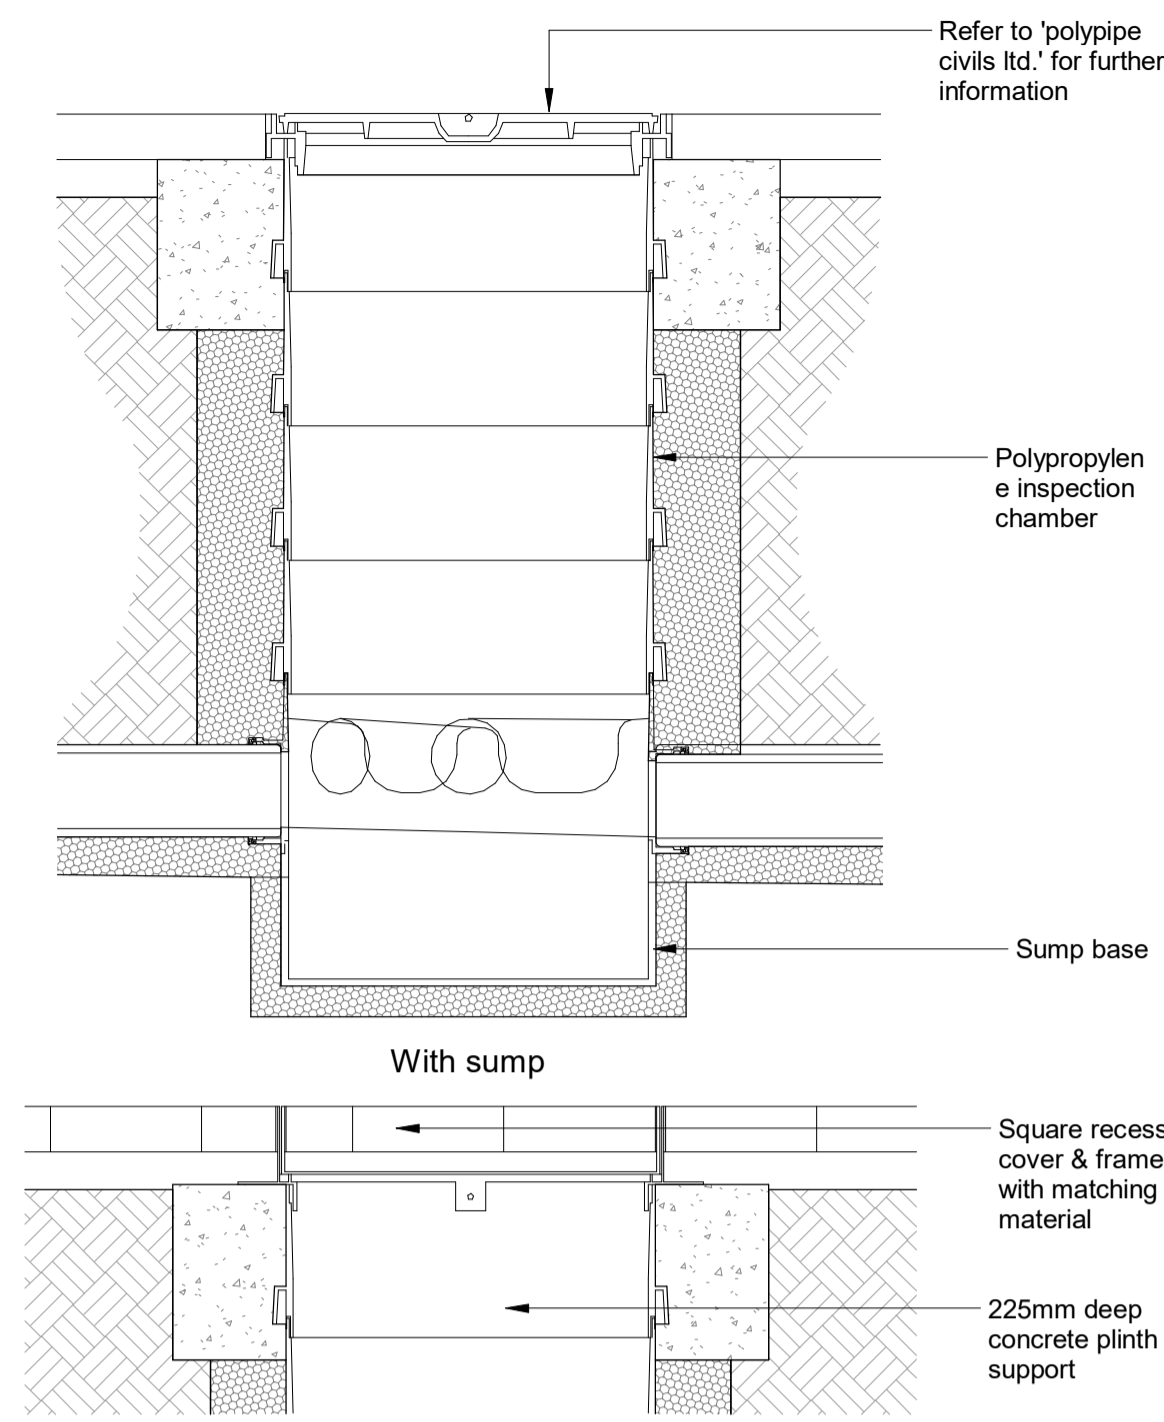 Refer to 'polypipe
civils ltd.' for further
information
Polypropylen
e inspection
chamber
Sump base
With sump
Square recess
cover & frame
with matching
material
225mm deep
concrete plinth
support